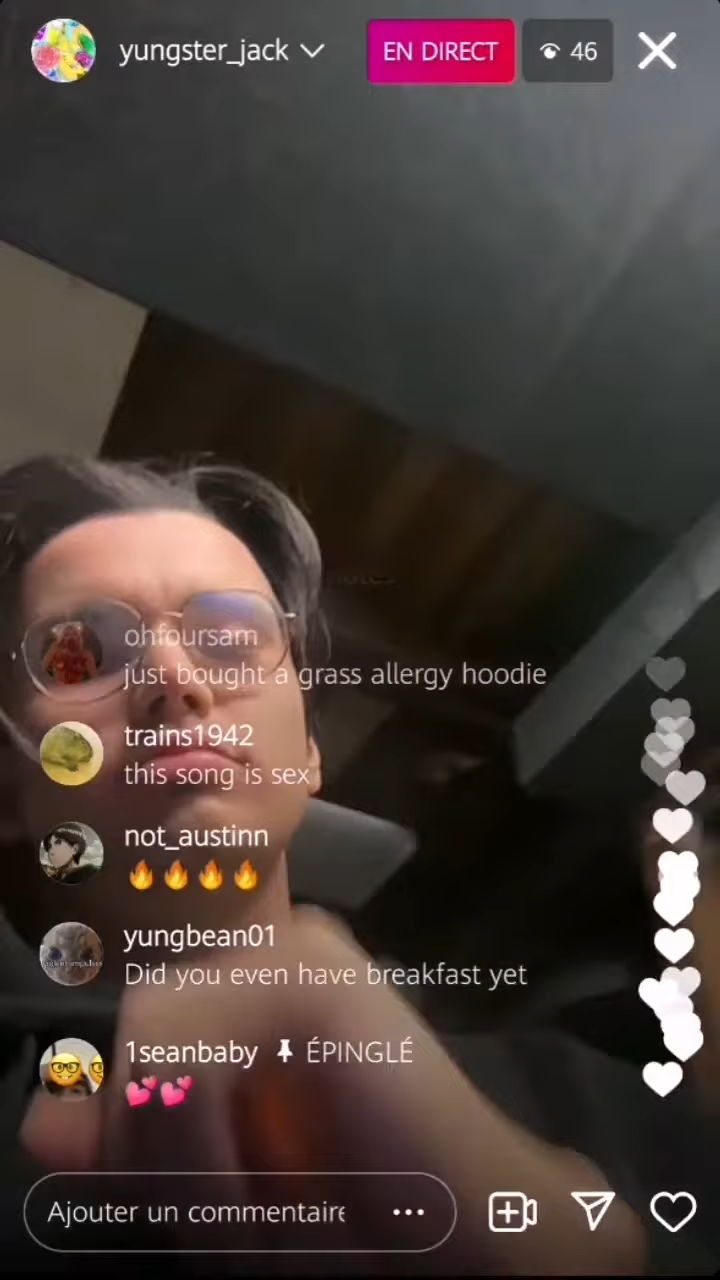 yungster_jack
EN DIRECT
46
ohfoursam
just bought a grass allergy hoodie
trains1942
this song is sex
not_austinn
🔥🔥🔥🔥
yungbean01
Did you even have breakfast yet
1seanbaby 📌 ÉPINGLÉ
💕💕
Ajouter un commentaire